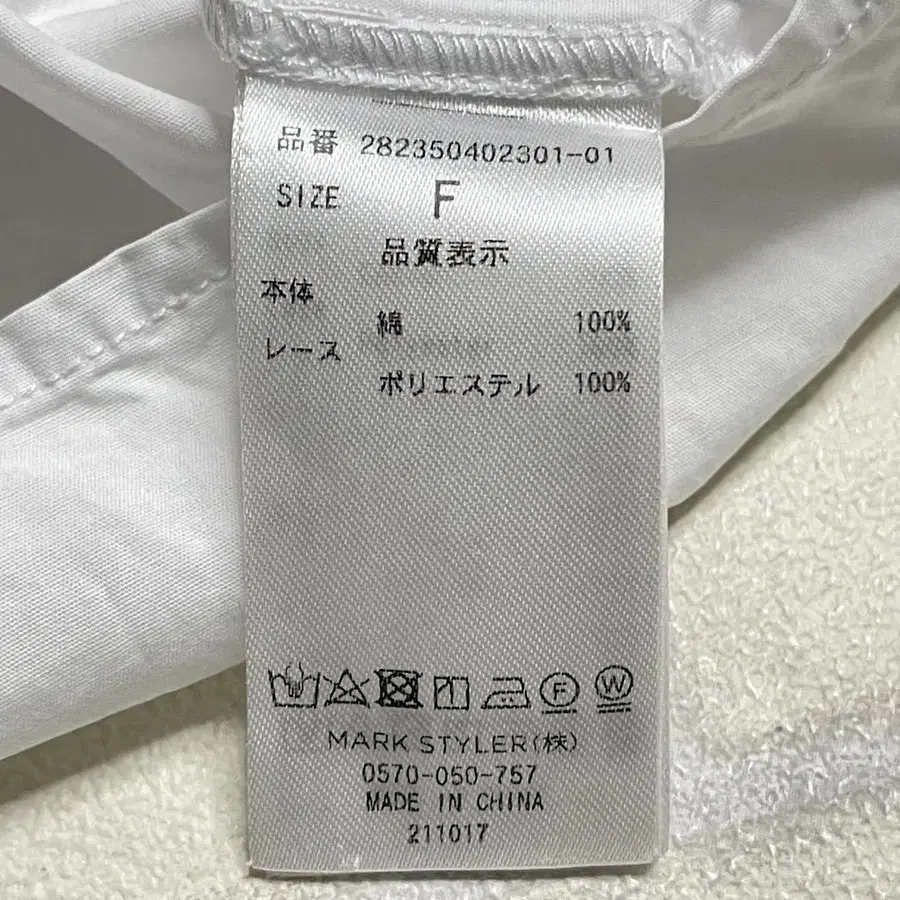 品番 282350402301-01
SIZE F
品質表示
本体
綿 100%
レース
ポリエステル 100%
F W
MARK STYLER(株)
0570-050-757
MADE IN CHINA
211017